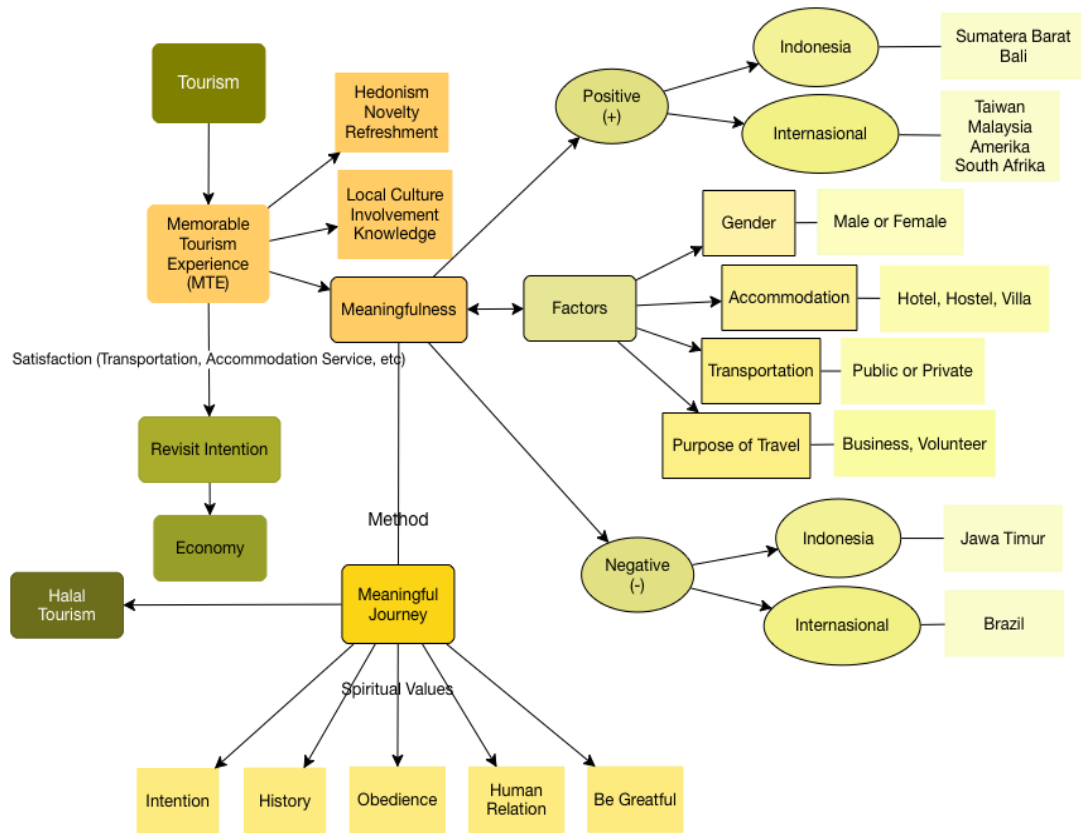 Tourism
Hedonism
Novelty
Refreshment
Local Culture
Involvement
Knowledge
Memorable
Tourism
Experience
(MTE)
Meaningfulness
Satisfaction (Transportation, Accommodation Service, etc)
Revisit Intention
Economy
Positive
(+)
Indonesia
Sumatera Barat
Bali
Internasional
Taiwan
Malaysia
Amerika
South Afrika
Factors
Gender
Male or Female
Accommodation
Hotel, Hostel, Villa
Transportation
Public or Private
Purpose of Travel
Business, Volunteer
Negative
(-)
Indonesia
Jawa Timur
Internasional
Brazil
Method
Meaningful
Journey
Halal
Tourism
Spiritual Values
Intention
History
Obedience
Human
Relation
Be Greatful